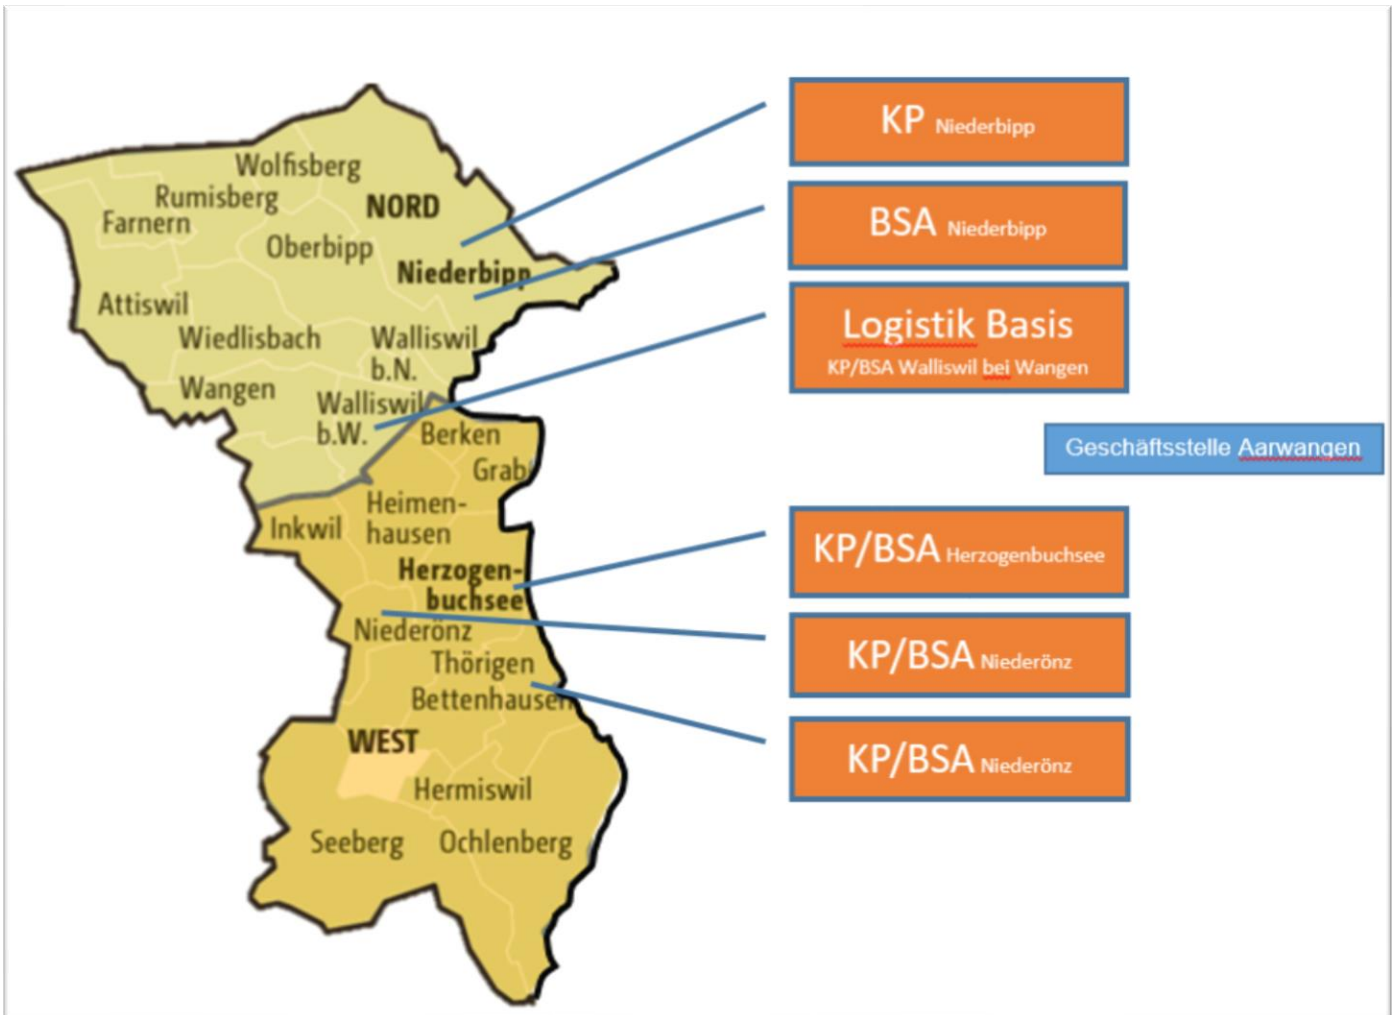 Wolfisberg
Rumisberg
NORD
Farnern
Oberbipp
Niederbipp
Attiswil
Wiedlisbach
Walliswil
b.N.
Wangen
Walliswil
b.W.
Berken
Grab
Heimen-
hausen
Inkwil
Herzogen-
buchsee
Niederönz
Thörigen
Bettenhausen
WEST
Hermiswil
Seeberg
Ochlenberg
KP Niederbipp
BSA Niederbipp
Logistik Basis
KP/BSA Walliswil bei Wangen
Geschäftsstelle Aarwangen
KP/BSA Herzogenbuchsee
KP/BSA Niederönz
KP/BSA Niederönz